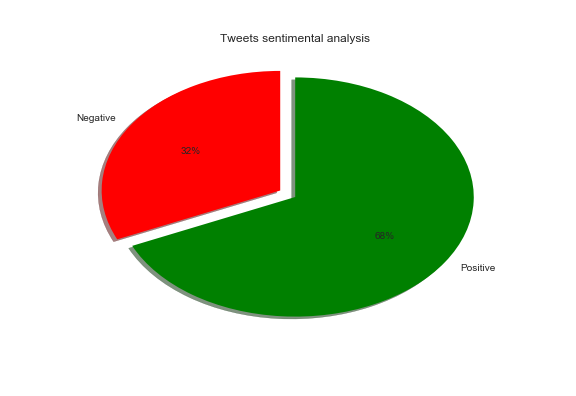 Tweets sentimental analysis
Negative
32%
68%
Positive